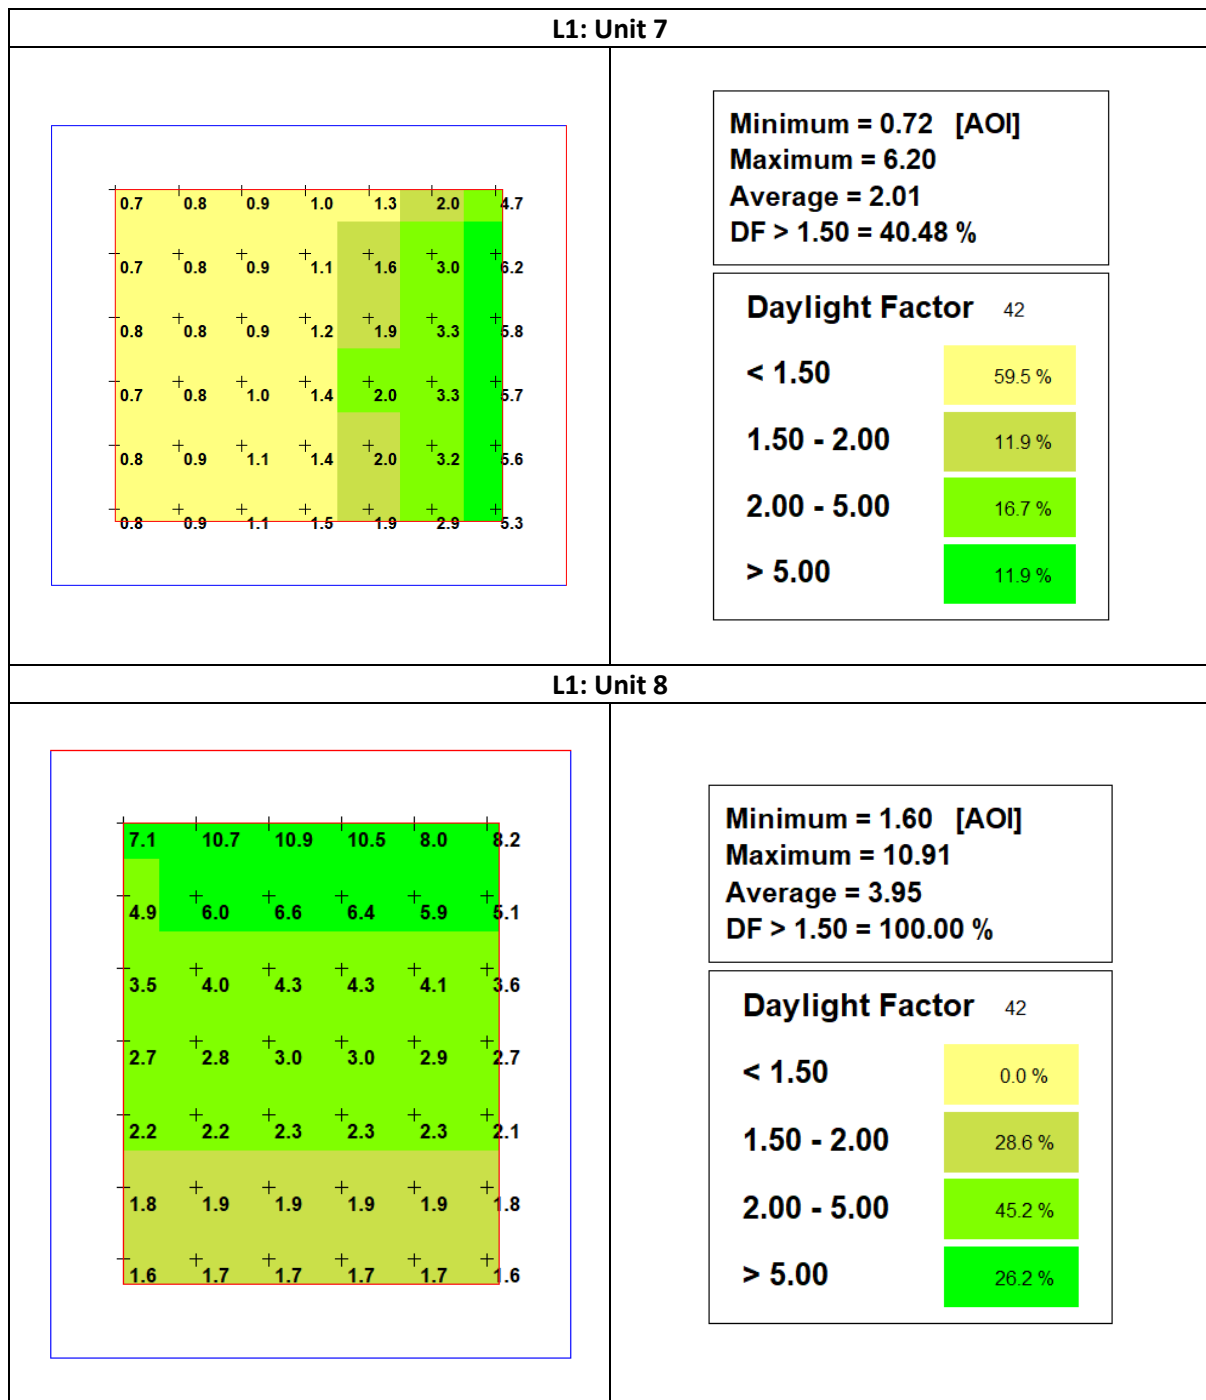 L1: Unit 7
0.7 0.8 0.9 1.0 1.3 2.0 4.7
0.7 0.8 0.9 1.1 1.6 3.0 6.2
0.8 0.8 0.9 1.2 1.9 3.3 5.8
0.7 0.8 1.0 1.4 2.0 3.3 5.7
0.8 0.9 1.1 1.4 2.0 3.2 5.6
0.8 0.9 1.1 1.5 1.9 2.9 5.3
Minimum = 0.72 [AOI]
Maximum = 6.20
Average = 2.01
DF > 1.50 = 40.48 %
Daylight Factor 42
< 1.50 59.5 %
1.50 - 2.00 11.9 %
2.00 - 5.00 16.7 %
> 5.00 11.9 %
L1: Unit 8
7.1 10.7 10.9 10.5 8.0 8.2
4.9 6.0 6.6 6.4 5.9 5.1
3.5 4.0 4.3 4.3 4.1 3.6
2.7 2.8 3.0 3.0 2.9 2.7
2.2 2.2 2.3 2.3 2.3 2.1
1.8 1.9 1.9 1.9 1.9 1.8
1.6 1.7 1.7 1.7 1.7 1.6
Minimum = 1.60 [AOI]
Maximum = 10.91
Average = 3.95
DF > 1.50 = 100.00 %
Daylight Factor 42
< 1.50 0.0 %
1.50 - 2.00 28.6 %
2.00 - 5.00 45.2 %
> 5.00 26.2 %